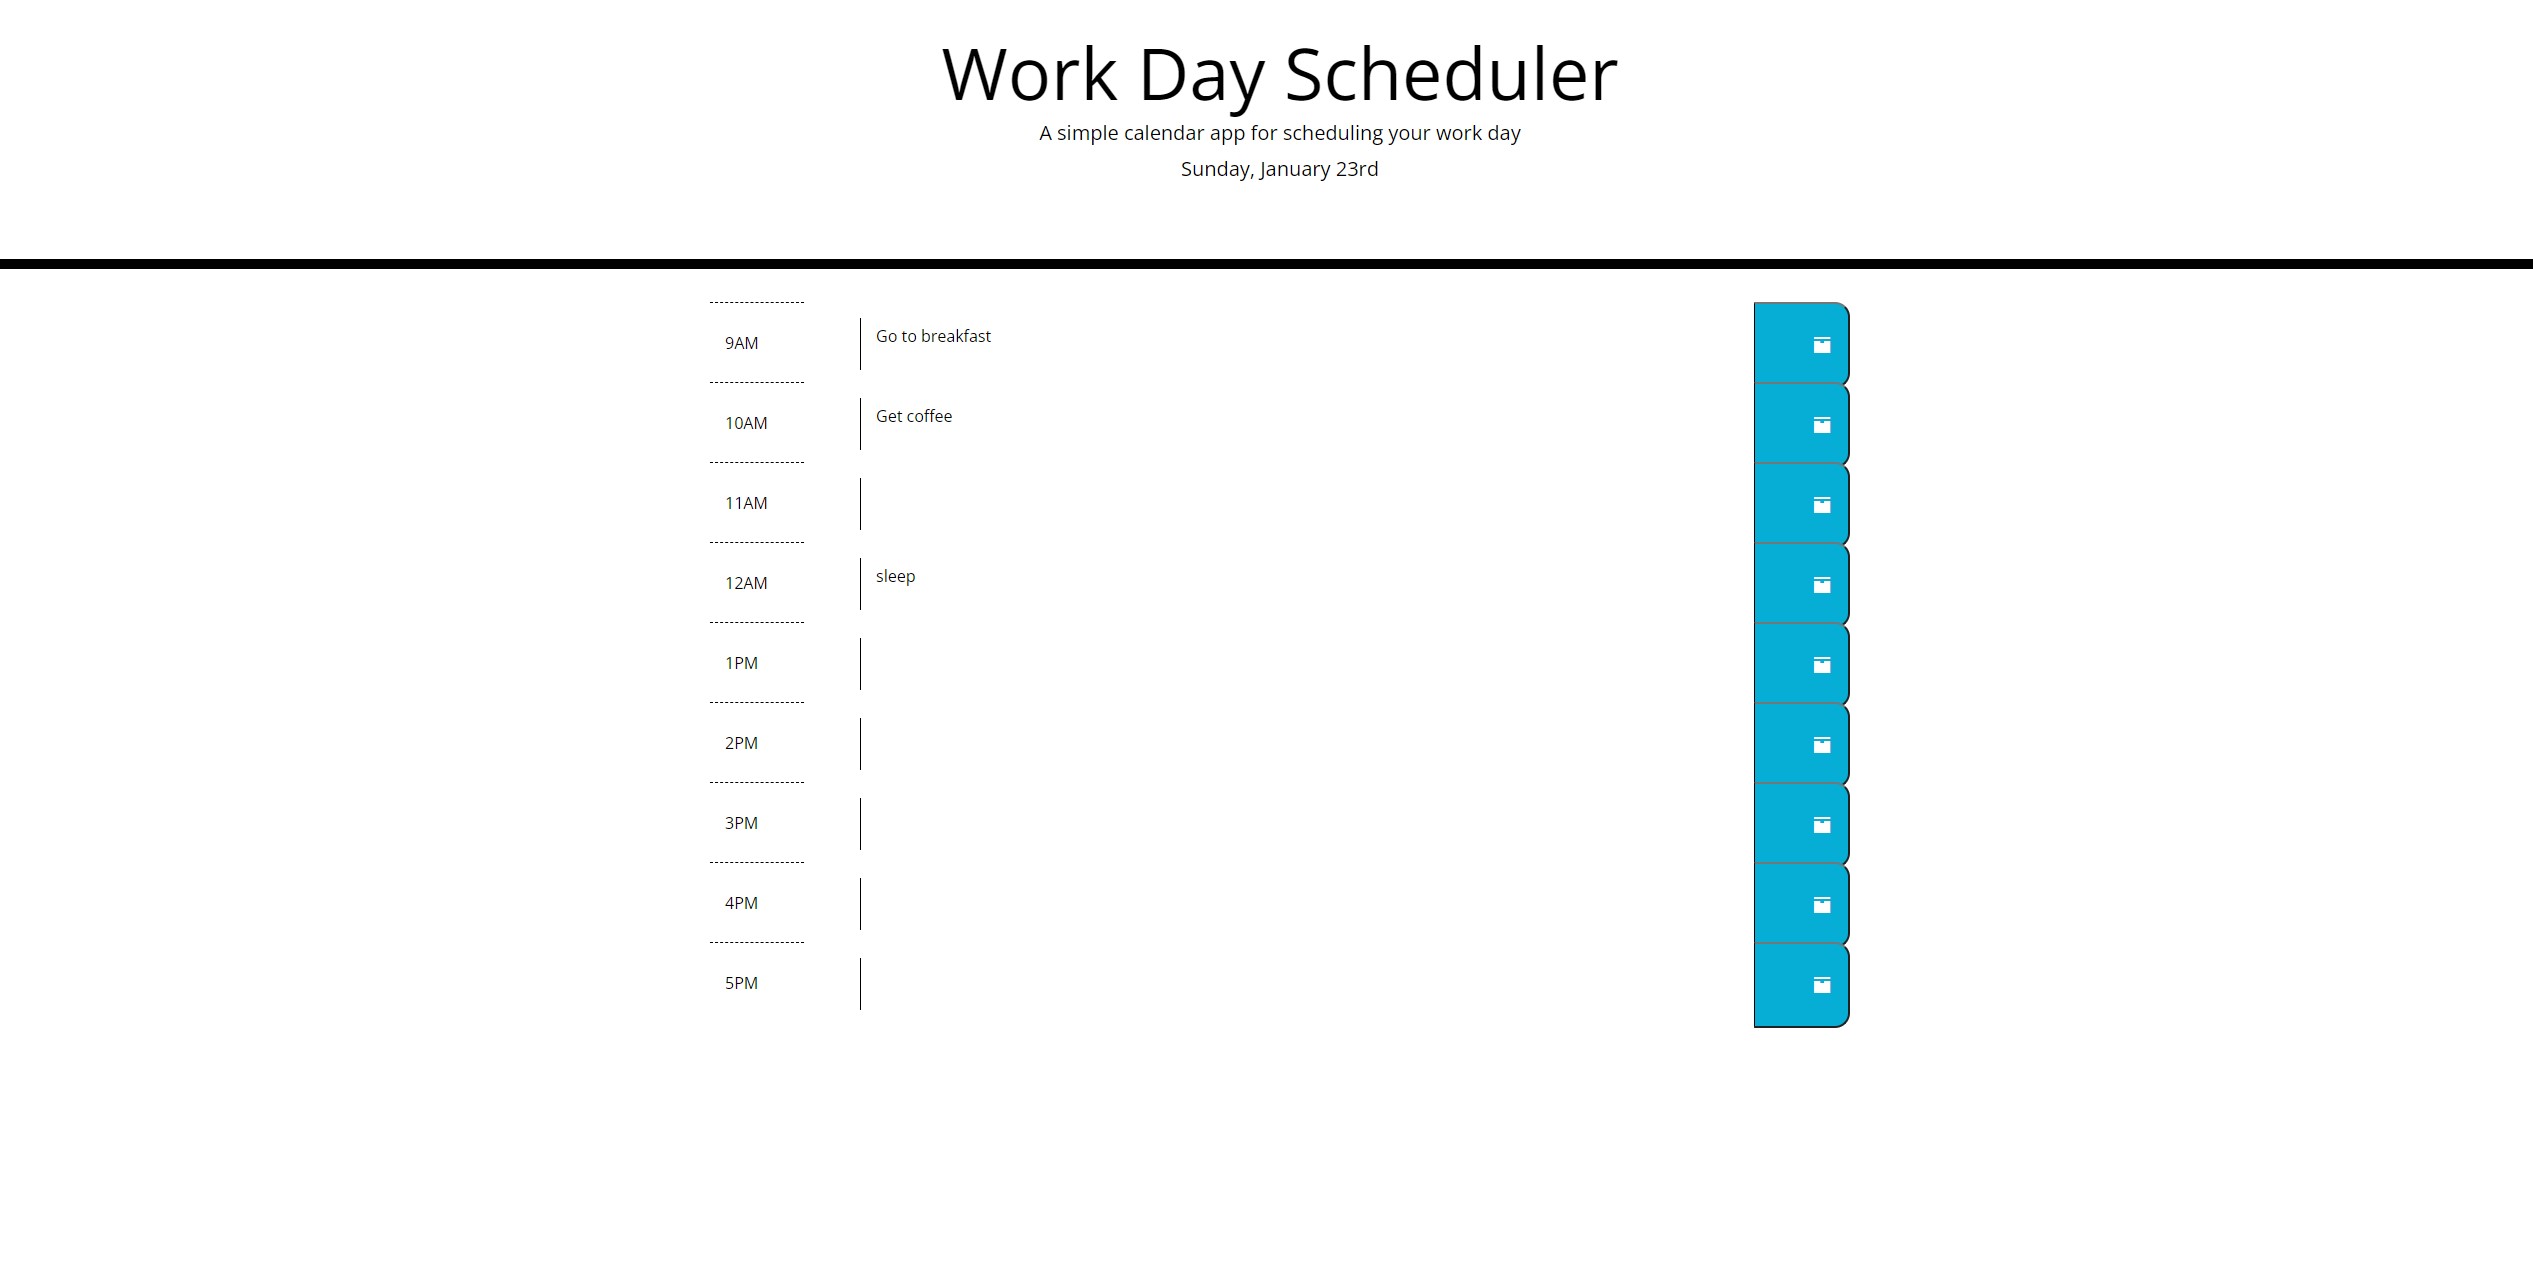 Work Day Scheduler
A simple calendar app for scheduling your work day
Sunday, January 23rd
9AM Go to breakfast
10AM Get coffee
11AM
12AM sleep
1PM
2PM
3PM
4PM
5PM